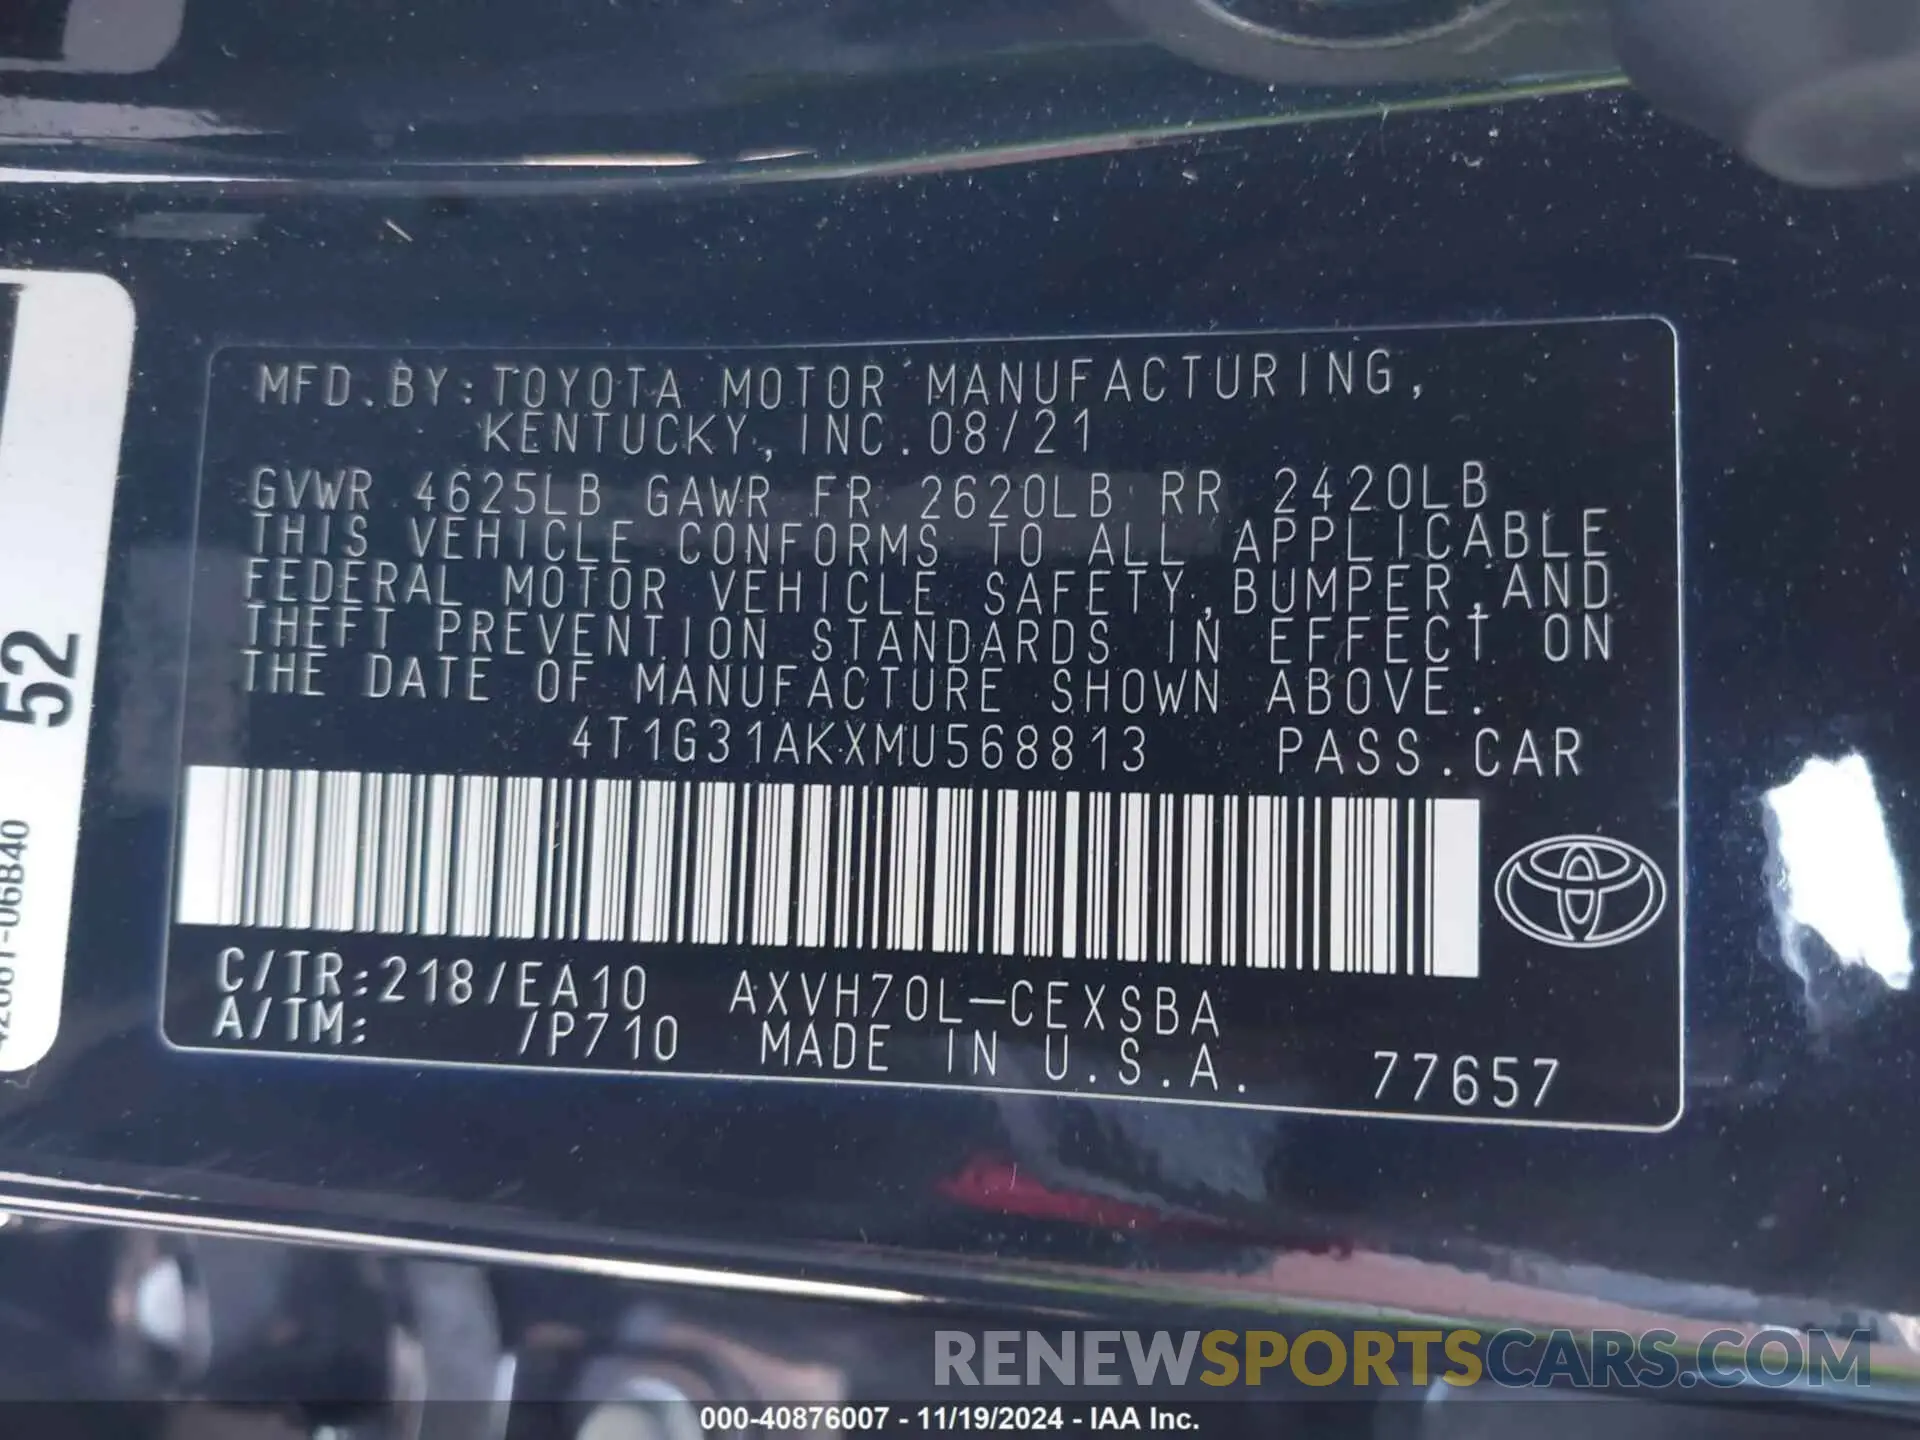 MFD.BY:TOYOTA MOTOR MANUFACTURING,
KENTUCKY, INC. 08/21
GVWR 4625LB GAWR FR 2620LB RR 2420LB
THIS VEHICLE CONFORMS TO ALL APPLICABLE
FEDERAL MOTOR VEHICLE SAFETY, BUMPER, AND
THEFT PREVENTION STANDARDS IN EFFECT ON
THE DATE OF MANUFACTURE SHOWN ABOVE.
4T1G31AKXMU568813 PASS.CAR
C/TR:218/EA10 AXVH70L-CEXSBA
A/TM: /P710 MADE IN U.S.A. 77657
52
RENEWSPORTSCARS.COM
000-40876007 - 11/19/2024 - IAA Inc.